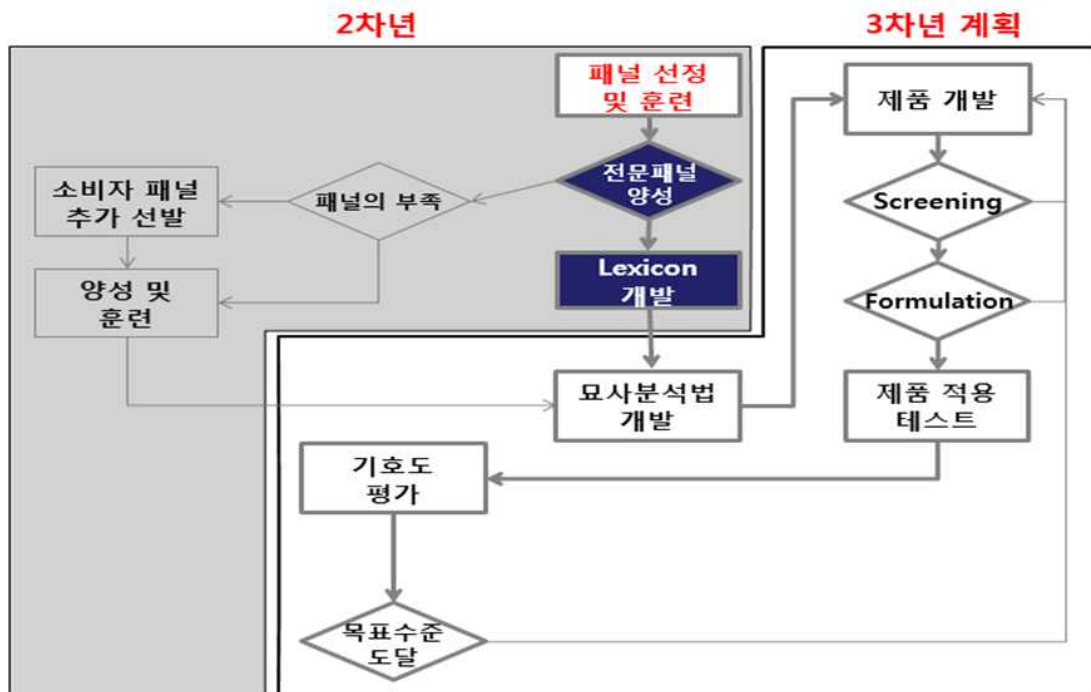 2차년
3차년 계획
패널 선정
및 훈련
제품 개발
전문패널
양성
패널의 부족
소비자 패널
추가 선발
Screening
Lexicon
개발
양성 및
훈련
Formulation
묘사분석법
개발
제품 적용
테스트
기호도
평가
목표수준
도달